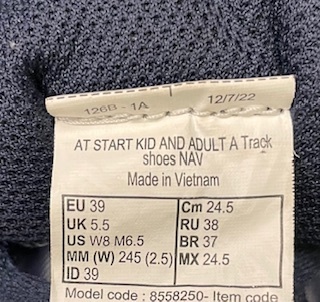 126B - 1A 12/7/22
AT START KID AND ADULT A Track
shoes NAV
Made in Vietnam
EU 39 Cm 24.5
UK 5.5 RU 38
US W8 M6.5 BR 37
MM (W) 245 (2.5) MX 24.5
ID 39
Model code : 8558250- Item code